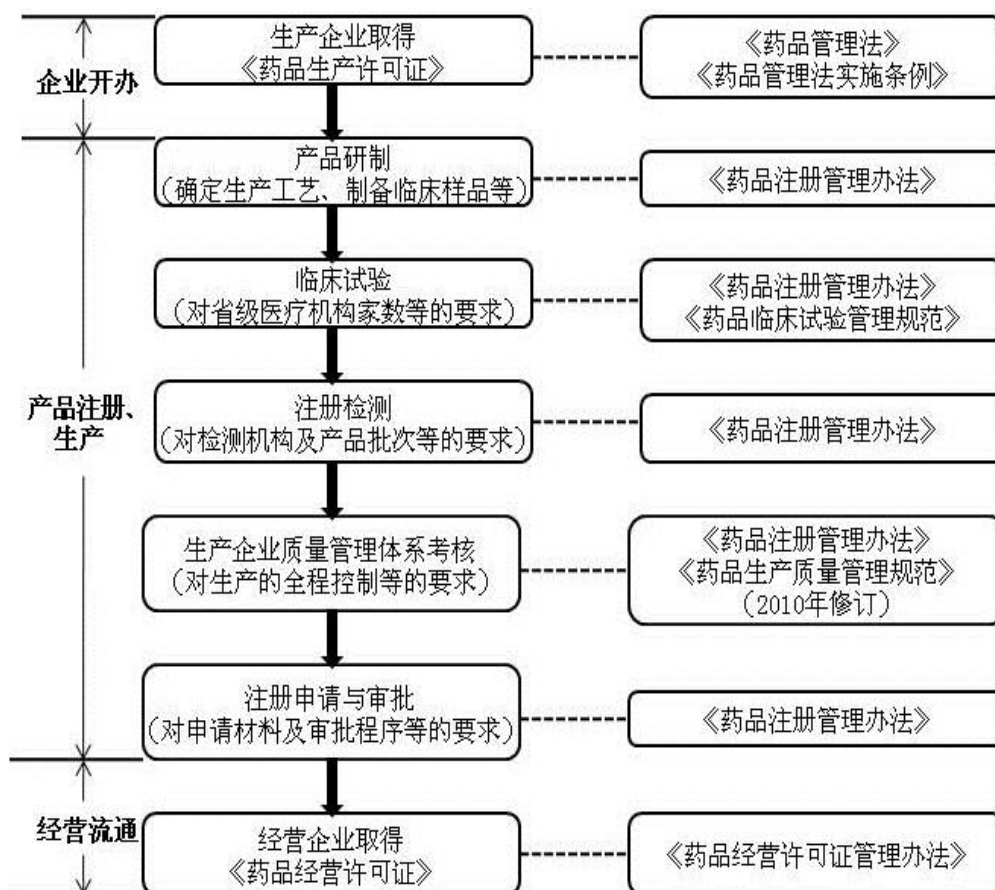 企业开办
生产企业取得
《药品生产许可证》
《药品管理法》
《药品管理法实施条例》
产品注册、
生产
产品研制
(确定生产工艺、制备临床样品等)
《药品注册管理办法》
临床试验
(对省级医疗机构家数等的要求)
《药品注册管理办法》
《药品临床试验管理规范》
注册检测
(对检测机构及产品批次等的要求)
《药品注册管理办法》
生产企业质量管理体系考核
(对生产的全程控制等的要求)
《药品注册管理办法》
《药品生产质量管理规范》
(2010年修订)
注册申请与审批
(对申请材料及审批程序等的要求)
《药品注册管理办法》
经营流通
经营企业取得
《药品经营许可证》
《药品经营许可证管理办法》